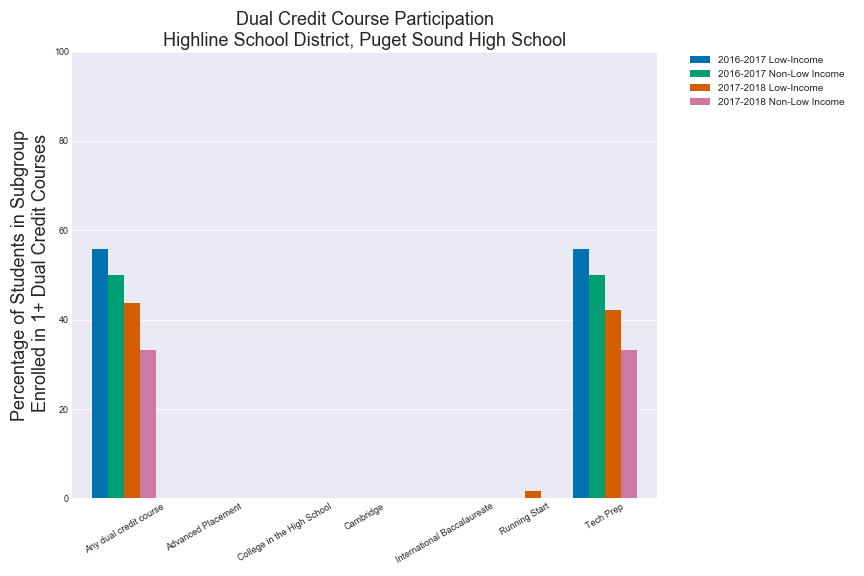 Dual Credit Course Participation
Highline School District, Puget Sound High School
2016-2017 Low-Income
2016-2017 Non-Low Income
2017-2018 Low-Income
2017-2018 Non-Low Income
Percentage of Students in Subgroup
Enrolled in 1+ Dual Credit Courses
100
80
60
40
20
0
Any dual credit course
Advanced Placement
College in the High School
Cambridge
International Baccalaureate
Running Start
Tech Prep